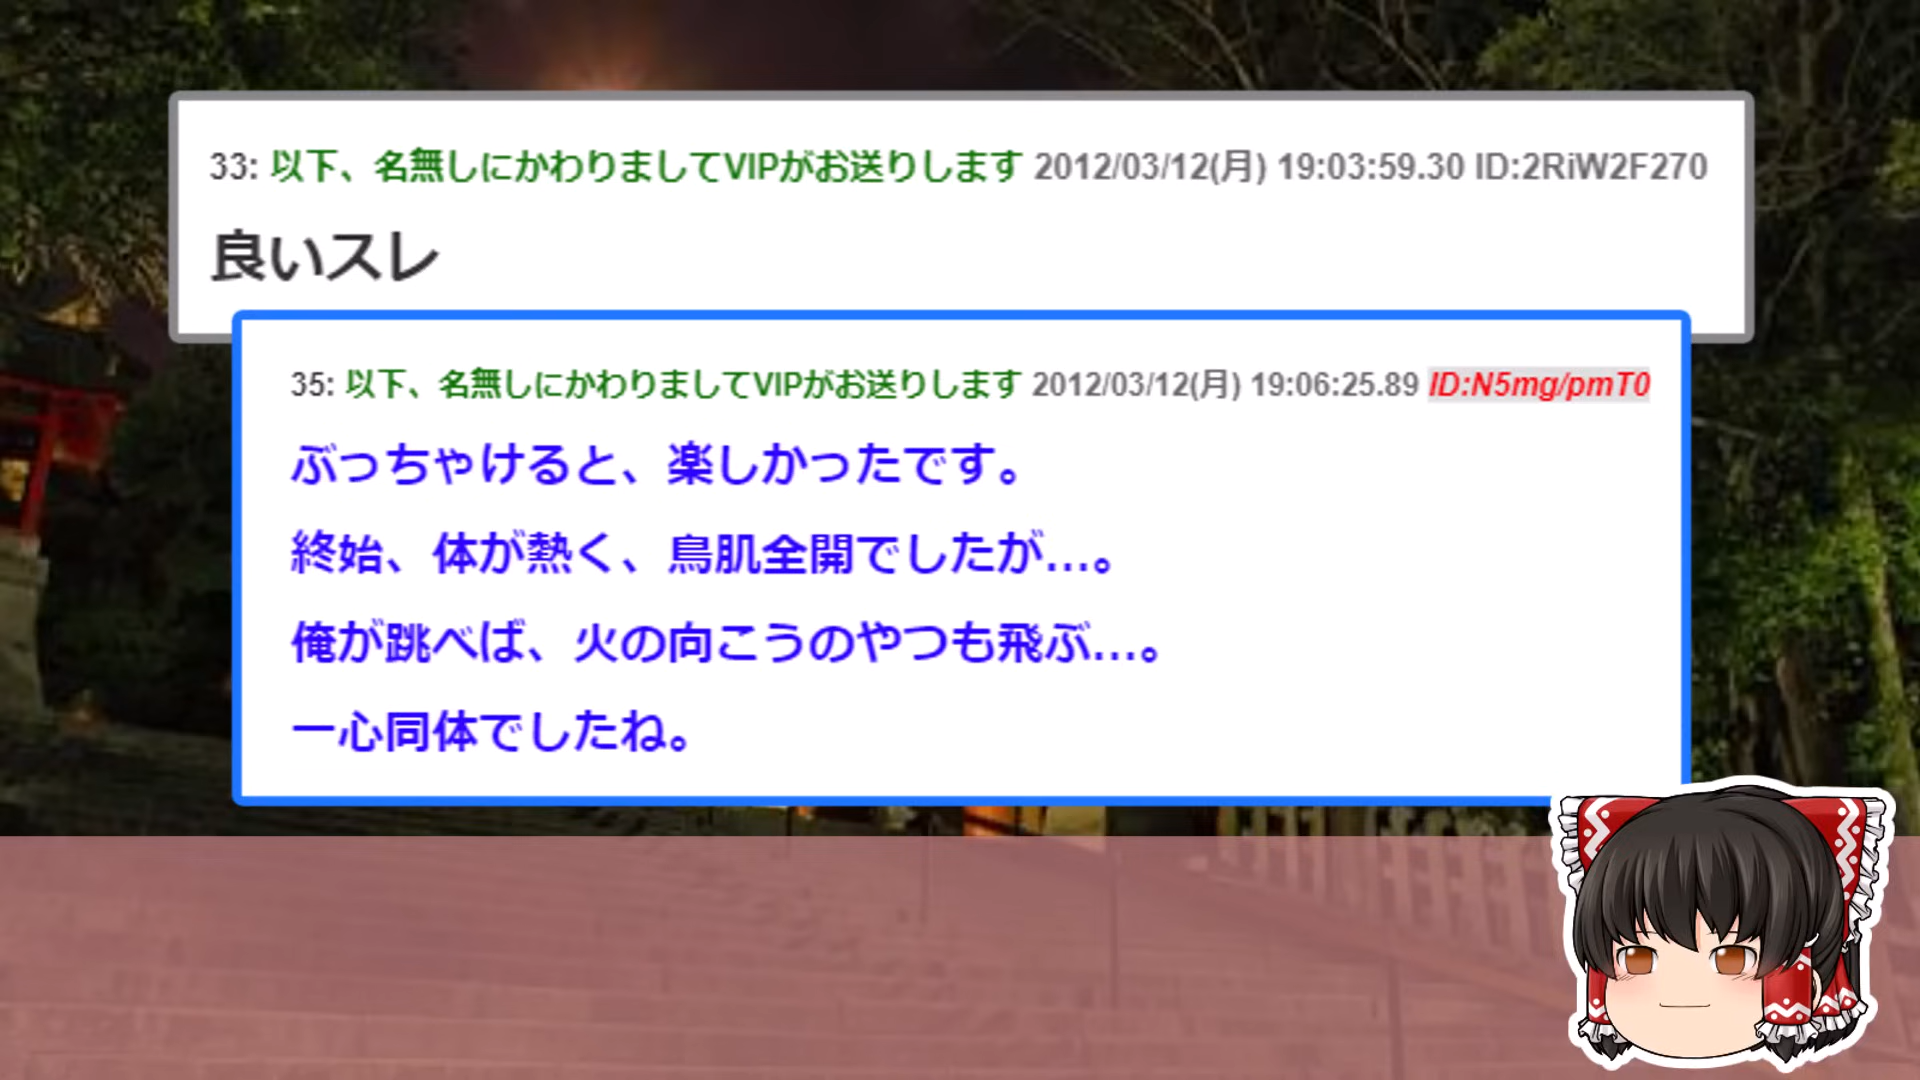 33: 以下、名無しにかわりましてVIPがお送りします 2012/03/12(月) 19:03:59.30 ID:2RiW2F270
良いスレ
35: 以下、名無しにかわりましてVIPがお送りします 2012/03/12(月) 19:06:25.89 ID:N5mg/pmT0
ぶっちゃけると、楽しかったです。
終始、体が熱く、鳥肌全開でしたが…。
俺が跳べば、火の向こうのやつも飛ぶ…。
一心同体でしたね。